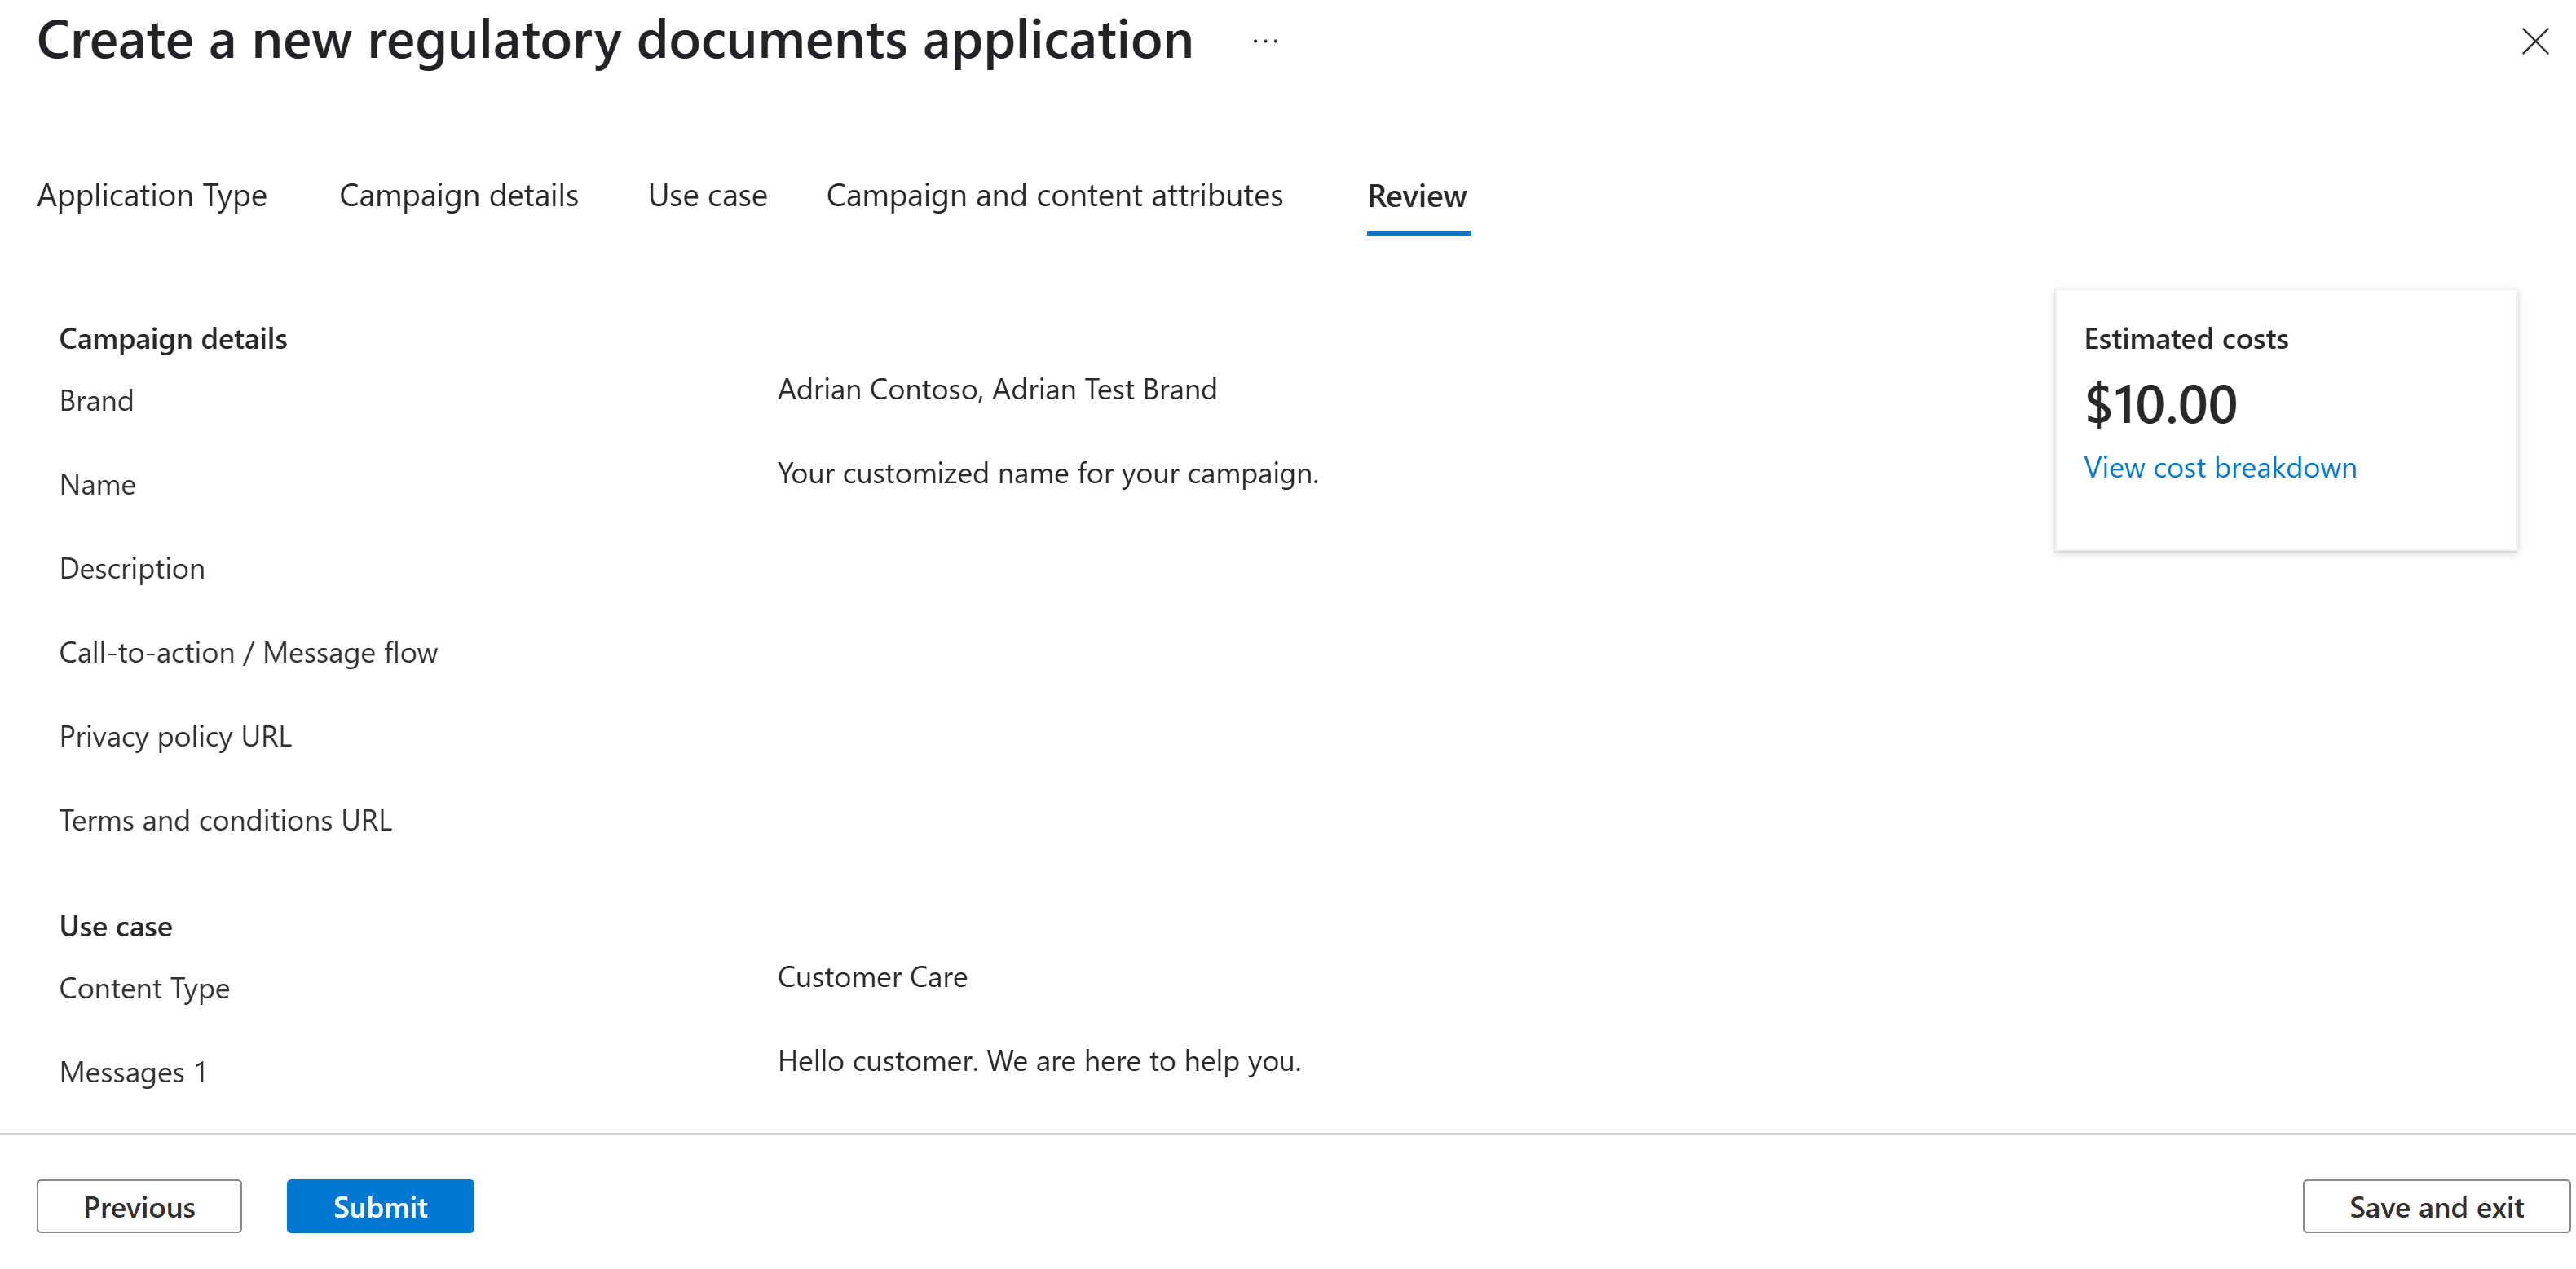 Create a new regulatory documents application ...
Application Type Campaign details Use case Campaign and content attributes Review
Campaign details
Brand Adrian Contoso, Adrian Test Brand
Name Your customized name for your campaign.
Description
Call-to-action / Message flow
Privacy policy URL
Terms and conditions URL
Use case
Content Type Customer Care
Messages 1 Hello customer. We are here to help you.
Estimated costs
$10.00
View cost breakdown
Previous Submit Save and exit